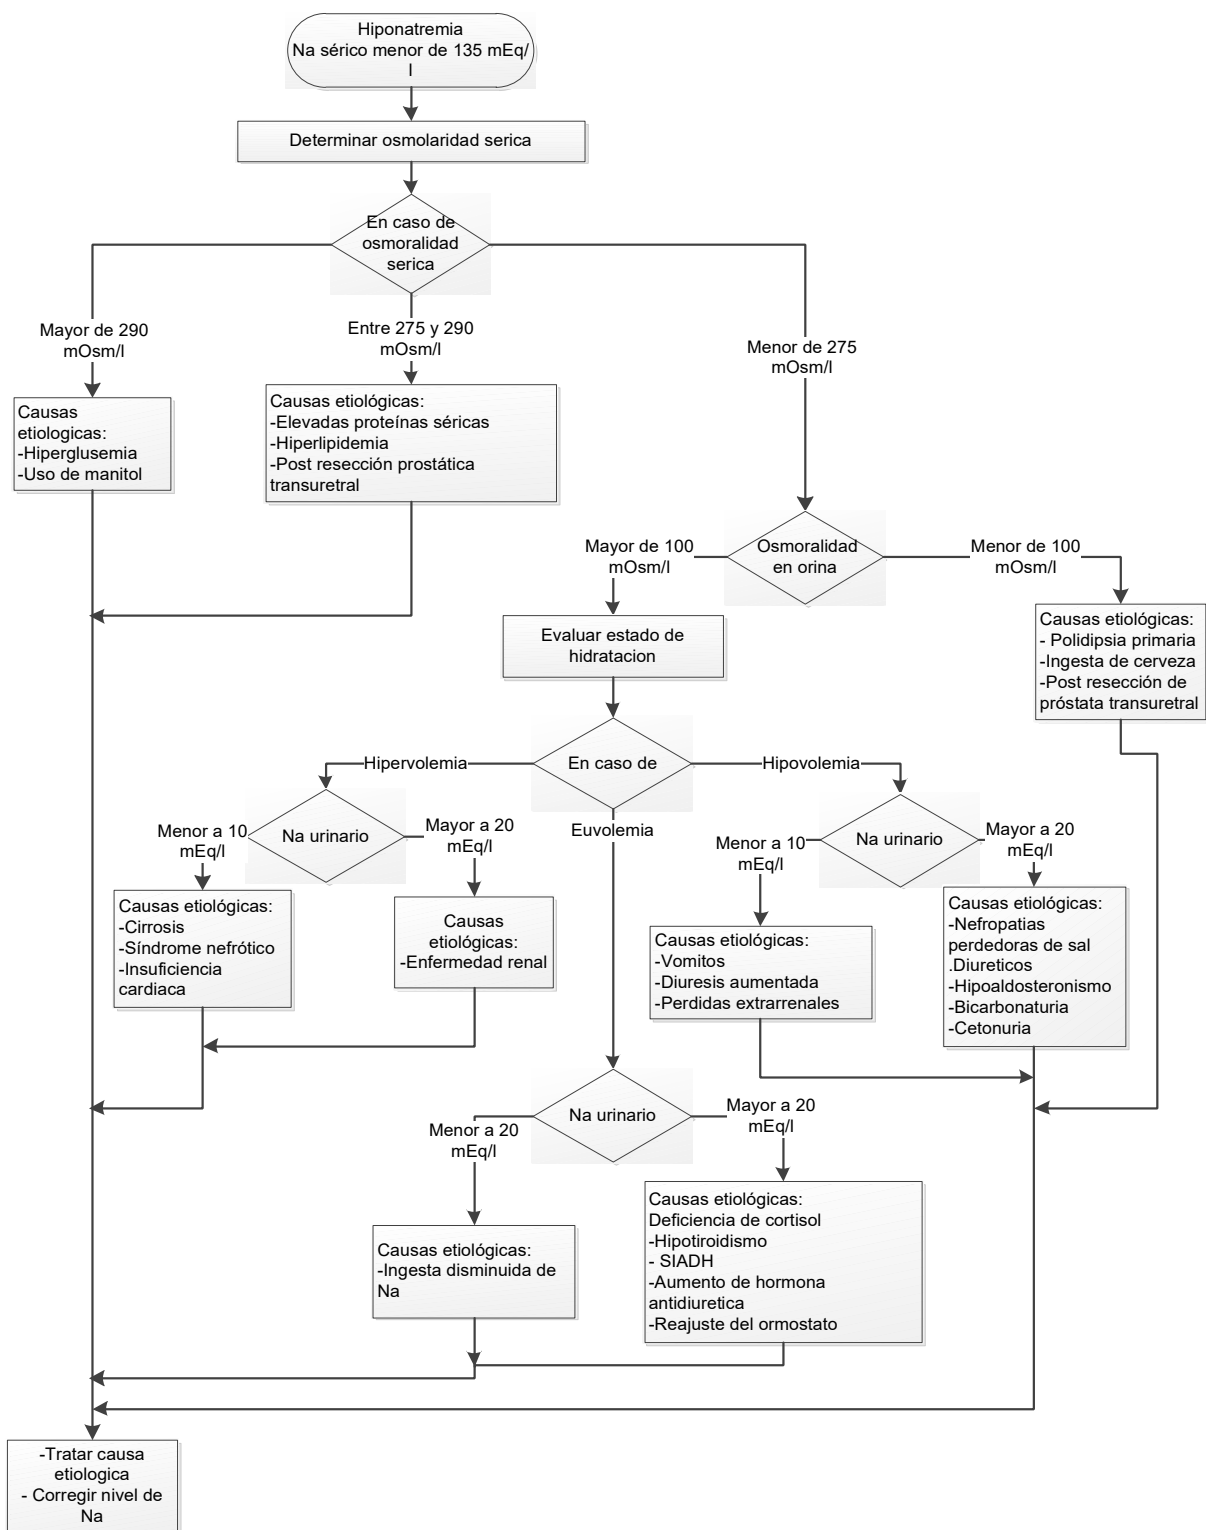 Hiponatremia
Na sérico menor de 135 mEq/
l
Determinar osmolaridad serica
En caso de
osmoralidad
serica
Mayor de 290
mOsm/l
Entre 275 y 290
mOsm/l
Menor de 275
mOsm/l
Causas
etiologicas:
-Hiperglusemia
-Uso de manitol
Causas etiológicas:
-Elevadas proteínas séricas
-Hiperlipidemia
-Post resección prostática
transuretral
Mayor de 100
mOsm/l
Osmoralidad
en orina
Menor de 100
mOsm/l
Evaluar estado de
hidratacion
Causas etiológicas:
- Polidipsia primaria
-Ingesta de cerveza
-Post resección de
próstata transuretral
Hipervolemia
En caso de
Hipovolemia
Euvolemia
Menor a 10
mEq/l
Na urinario
Mayor a 20
mEq/l
Menor a 10
mEq/l
Na urinario
Mayor a 20
mEq/l
Causas etiológicas:
-Cirrosis
-Síndrome nefrótico
-Insuficiencia
cardiaca
Causas
etiológicas:
-Enfermedad renal
Causas etiológicas:
-Vomitos
-Diuresis aumentada
-Perdidas extrarrenales
Causas etiológicas:
-Nefropatias
perdedoras de sal
.Diureticos
-Hipoaldosteronismo
-Bicarbonaturia
-Cetonuria
Menor a 20
mEq/l
Na urinario
Mayor a 20
mEq/l
Causas etiológicas:
-Ingesta disminuida de
Na
Causas etiológicas:
Deficiencia de cortisol
-Hipotiroidismo
- SIADH
-Aumento de hormona
antidiuretica
-Reajuste del ormostato
-Tratar causa
etiologica
- Corregir nivel de
Na